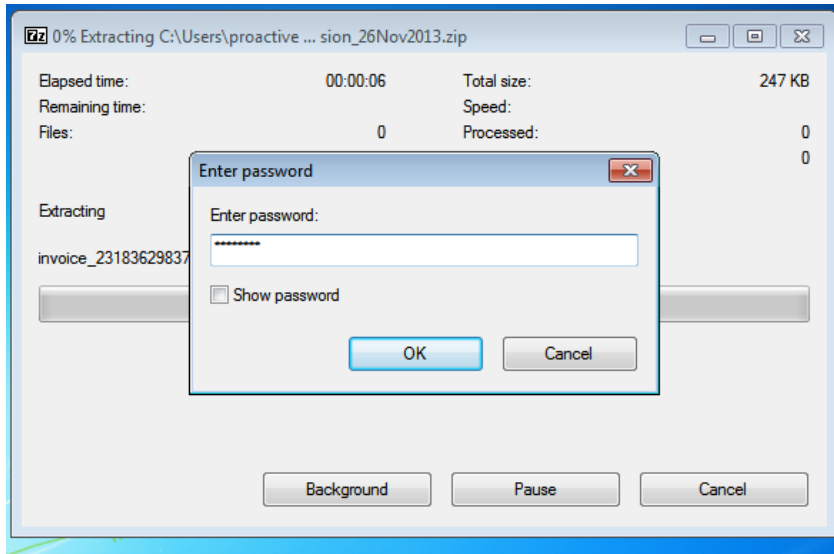 7z 0% Extracting C:\Users\proactive ... sion_26Nov2013.zip
Elapsed time: 00:00:06 Total size: 247 KB
Remaining time: Speed:
Files: 0 Processed: 0
0
Enter password
Extracting
Enter password:
********
invoice_23183629837
Show password
OK Cancel
Background Pause Cancel